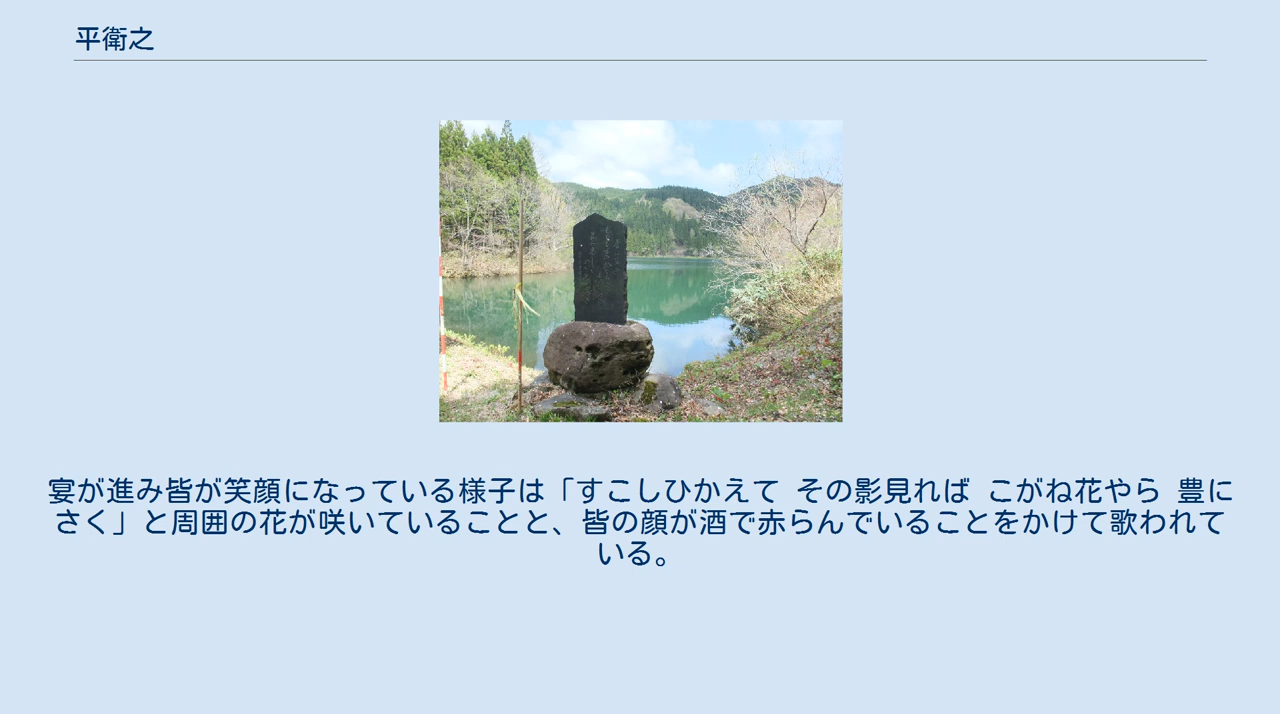 平衛之
宴が進み皆が笑顔になっている様子は「すこしひかえて その影見れば こがね花やら 豊に
さく」と周囲の花が咲いていることと、皆の顔が酒で赤らんでいることをかけて歌われて
いる。